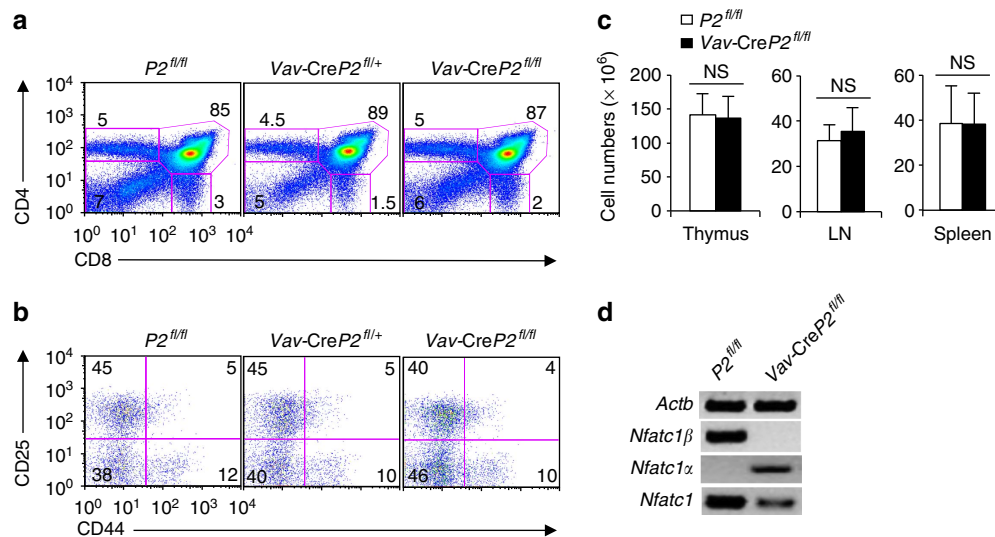 a
P2fl/fl
Vav-CreP2fl/+
Vav-CreP2fl/fl
10⁴
10³
10²
10¹
10⁰
CD4
5
85
7
3
4.5
89
5
1.5
5
87
6
2
10⁰ 10¹ 10² 10³ 10⁴
CD8
b
P2fl/fl
Vav-CreP2fl/+
Vav-CreP2fl/fl
10⁴
10³
10²
10¹
10⁰
CD25
45
5
38
12
45
5
40
10
40
4
46
10
10⁰ 10¹ 10² 10³ 10⁴
CD44
c
P2fl/fl
Vav-CreP2fl/fl
Cell numbers (× 10⁶)
200
150
100
50
0
NS
Thymus
60
40
20
0
NS
LN
60
40
20
0
NS
Spleen
d
P2fl/fl
Vav-CreP2fl/fl
Actb
Nfatc1β
Nfatc1α
Nfatc1